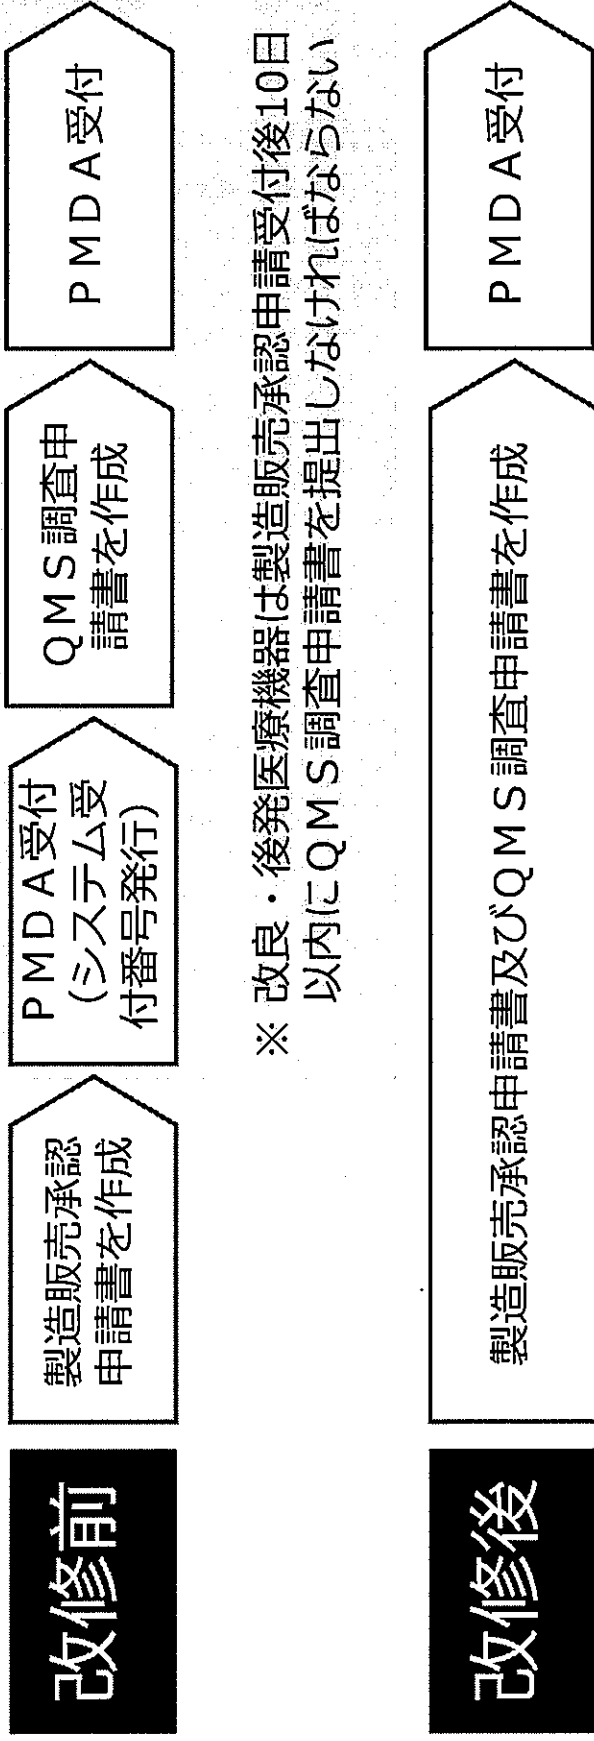 改修前
製造販売承認
申請書を作成
PMDA受付
(システム受
付番号発行)
QMS調査申
請書を作成
PMDA受付
※ 改良・後発医療機器は製造販売承認申請受付後10日
以内にQMS調査申請書を提出しなければならない
改修後
製造販売承認申請書及びQMS調査申請書を作成
PMDA受付